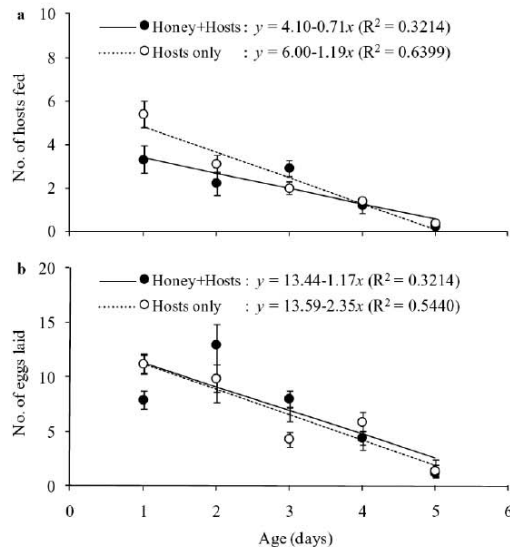 a
Honey+Hosts : y = 4.10-0.71x (R² = 0.3214)
Hosts only : y = 6.00-1.19x (R² = 0.6399)
10
8
6
4
2
0
No. of hosts fed
b
Honey+Hosts : y = 13.44-1.17x (R² = 0.3214)
Hosts only : y = 13.59-2.35x (R² = 0.5440)
20
15
10
5
0
No. of eggs laid
0 1 2 3 4 5 6
Age (days)